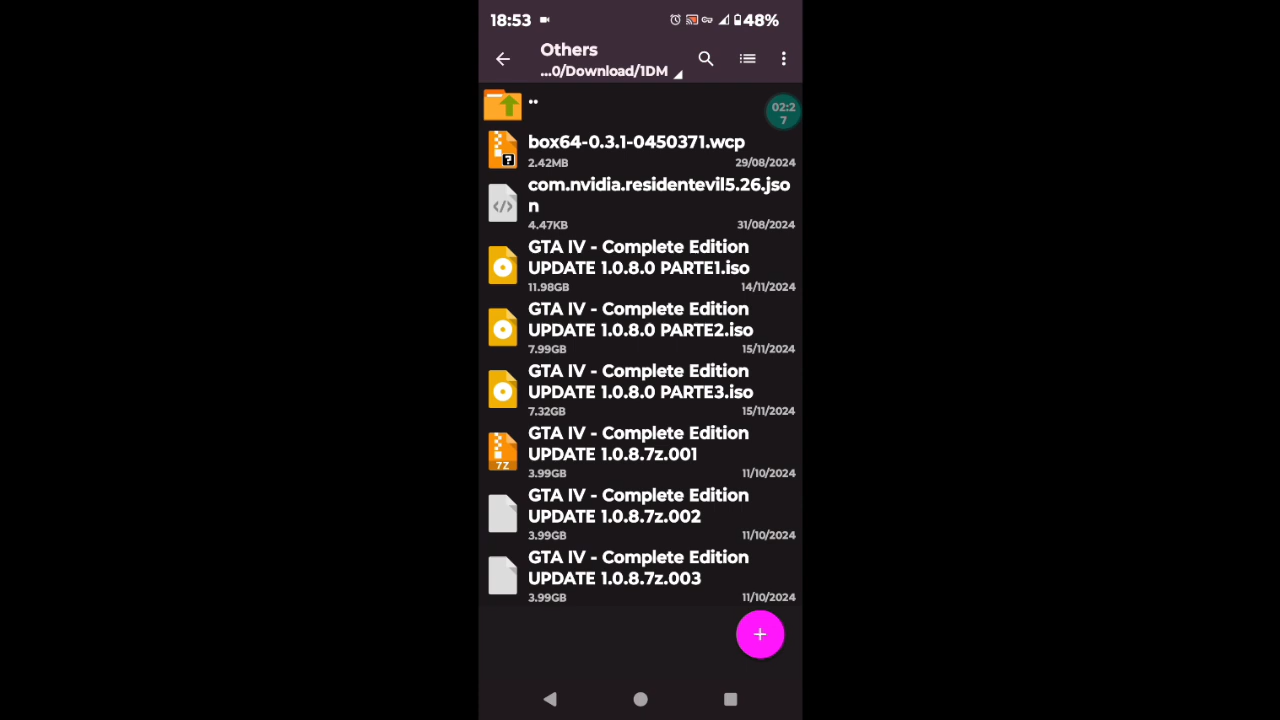 18:53
48%
Others
...0/Download/1DM
..
02:2
7
box64-0.3.1-0450371.wcp
2.42MB
29/08/2024
com.nvidia.residentevil5.26.jso
n
4.47KB
31/08/2024
GTA IV - Complete Edition
UPDATE 1.0.8.0 PARTE1.iso
11.98GB
14/11/2024
GTA IV - Complete Edition
UPDATE 1.0.8.0 PARTE2.iso
7.99GB
15/11/2024
GTA IV - Complete Edition
UPDATE 1.0.8.0 PARTE3.iso
7.32GB
15/11/2024
GTA IV - Complete Edition
UPDATE 1.0.8.7z.001
7Z
3.99GB
11/10/2024
GTA IV - Complete Edition
UPDATE 1.0.8.7z.002
3.99GB
11/10/2024
GTA IV - Complete Edition
UPDATE 1.0.8.7z.003
3.99GB
11/10/2024